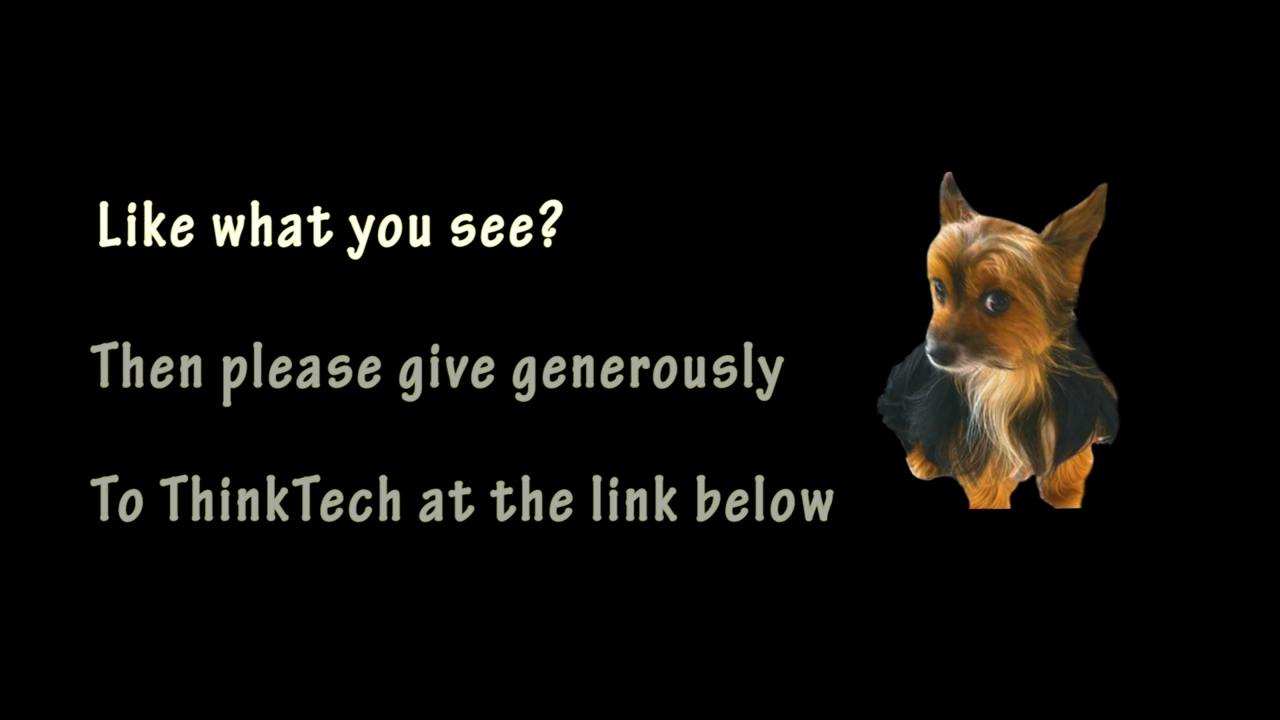 Like what you see?
Then please give generously
To ThinkTech at the link below